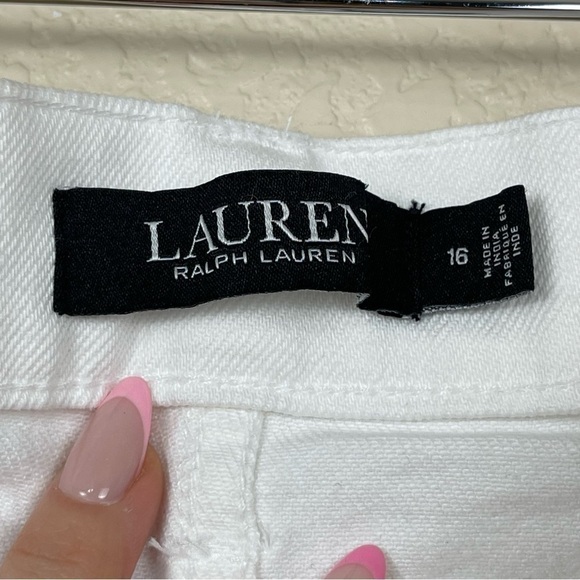 LAUREN
RALPH LAUREN
16
MADE IN
INDIA
FABRIQUÉ EN
INDE